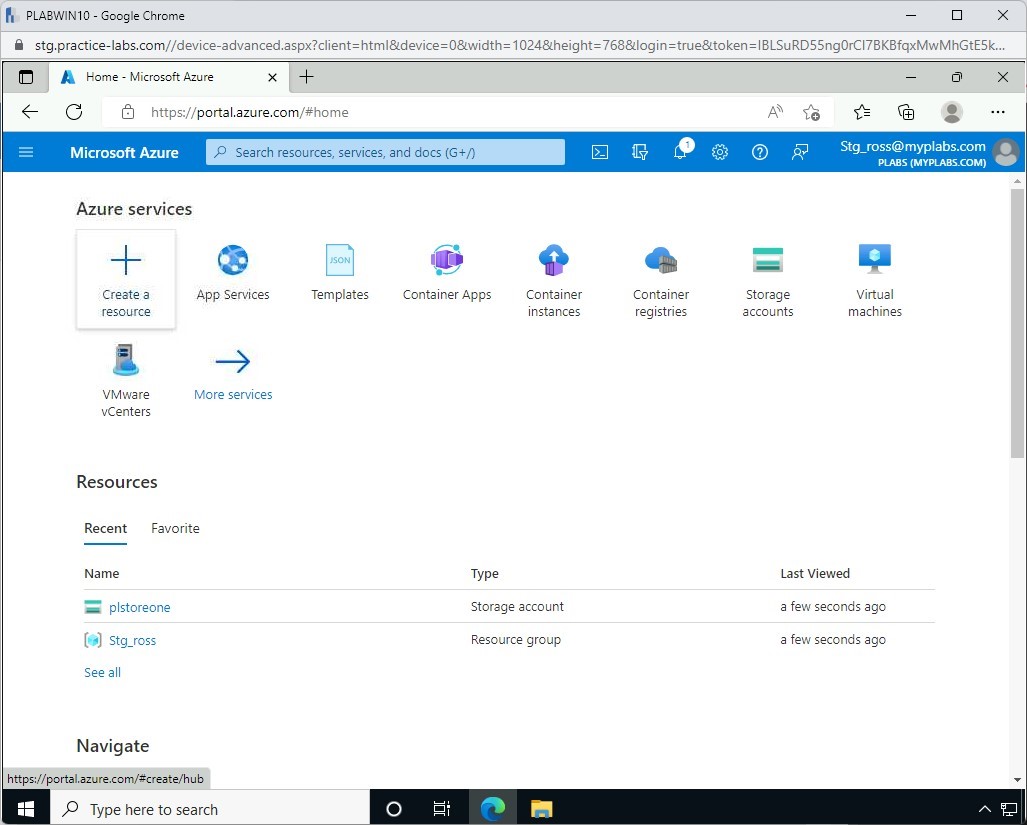 PLABWIN10 - Google Chrome
stg.practice-labs.com//device-advanced.aspx?client=html&device=0&width=1024&height=768&login=true&token=IBLSuRD55ng0rCI7BKBfqxMwMhGtE5k...
Home - Microsoft Azure
https://portal.azure.com/#home
Microsoft Azure
Search resources, services, and docs (G+/)
1
Stg_ross@myplabs.com
PLABS (MYPLABS.COM)
Azure services
Create a
resource
App Services
JSON
Templates
Container Apps
Container
instances
Container
registries
Storage
accounts
Virtual
machines
VMware
vCenters
More services
Resources
Recent
Favorite
Name Type Last Viewed
plstoreone Storage account a few seconds ago
Stg_ross Resource group a few seconds ago
See all
Navigate
https://portal.azure.com/#create/hub
Type here to search